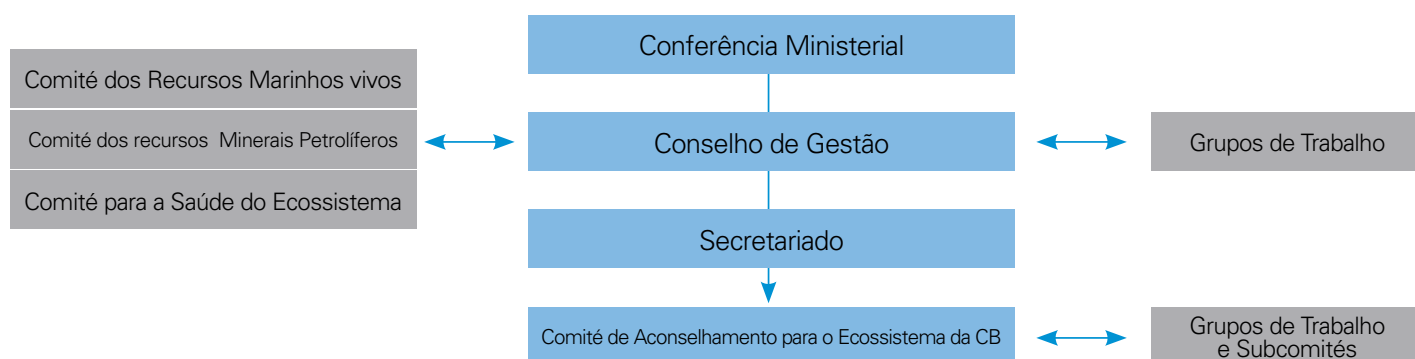 Conferência Ministerial
Comité dos Recursos Marinhos vivos
Comité dos recursos Minerais Petrolíferos
Comité para a Saúde do Ecossistema
Conselho de Gestão
Grupos de Trabalho
Secretariado
Comité de Aconselhamento para o Ecossistema da CB
Grupos de Trabalho
e Subcomités